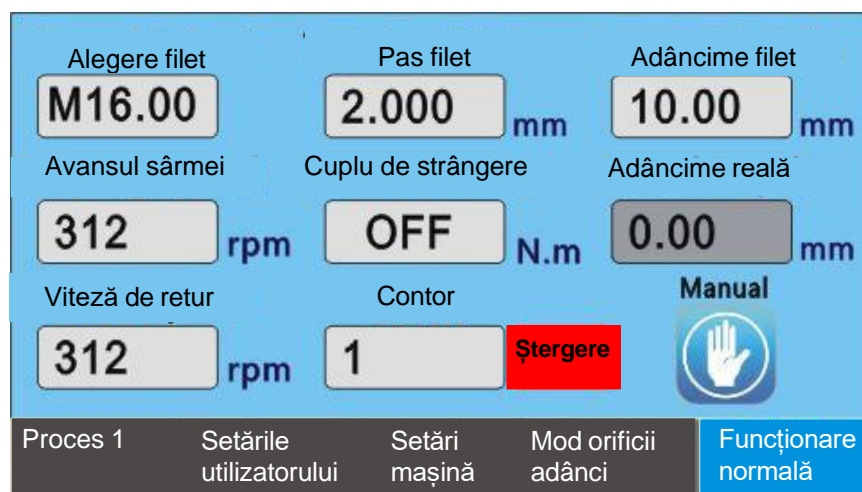 Alegere filet
Pas filet
Adâncime filet
M16.00
2.000 mm
10.00 mm
Avansul sârmei
Cuplu de strângere
Adâncime reală
312 rpm
OFF N.m
0.00 mm
Viteză de retur
Contor
Manual
312 rpm
1
Ștergere
Proces 1
Setările
utilizatorului
Setări
mașină
Mod orificii
adânci
Funcționare
normală